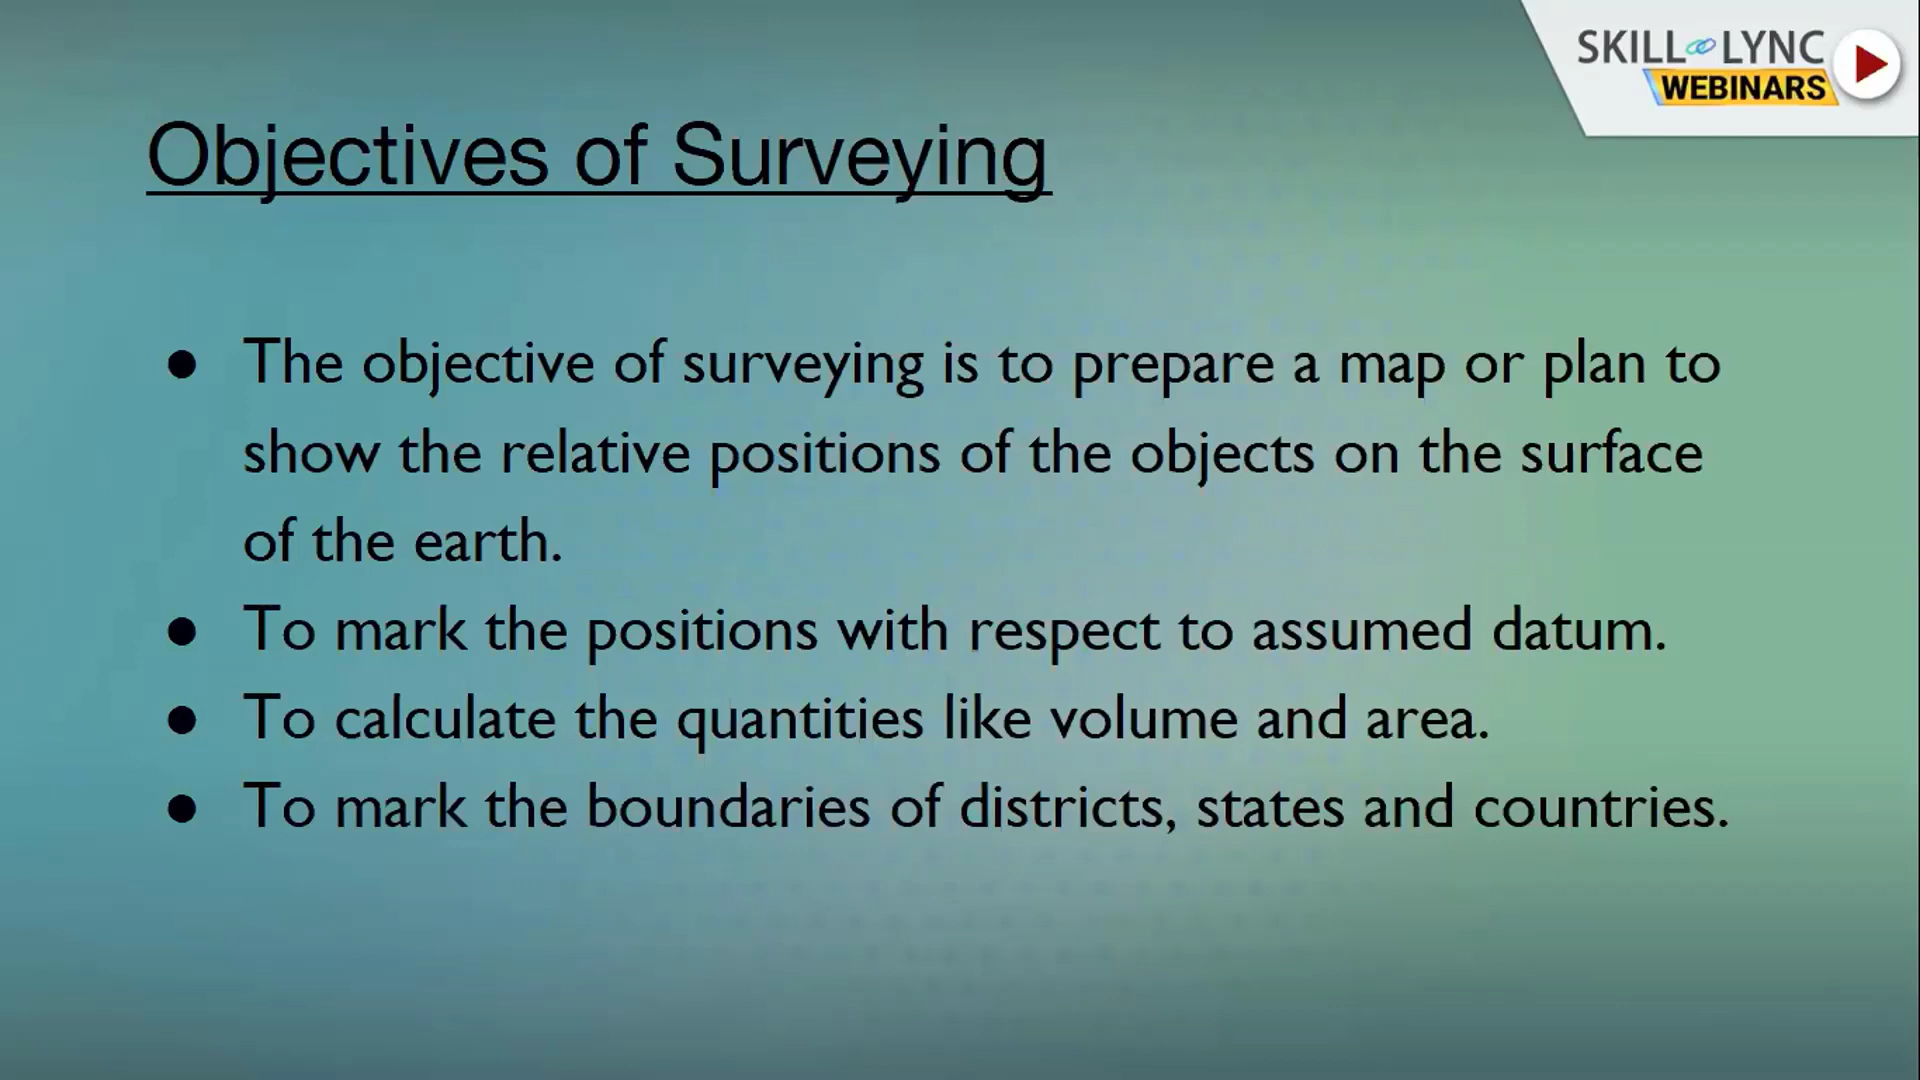 SKILL LYNC
WEBINARS
Objectives of Surveying
● The objective of surveying is to prepare a map or plan to
show the relative positions of the objects on the surface
of the earth.
● To mark the positions with respect to assumed datum.
● To calculate the quantities like volume and area.
● To mark the boundaries of districts, states and countries.